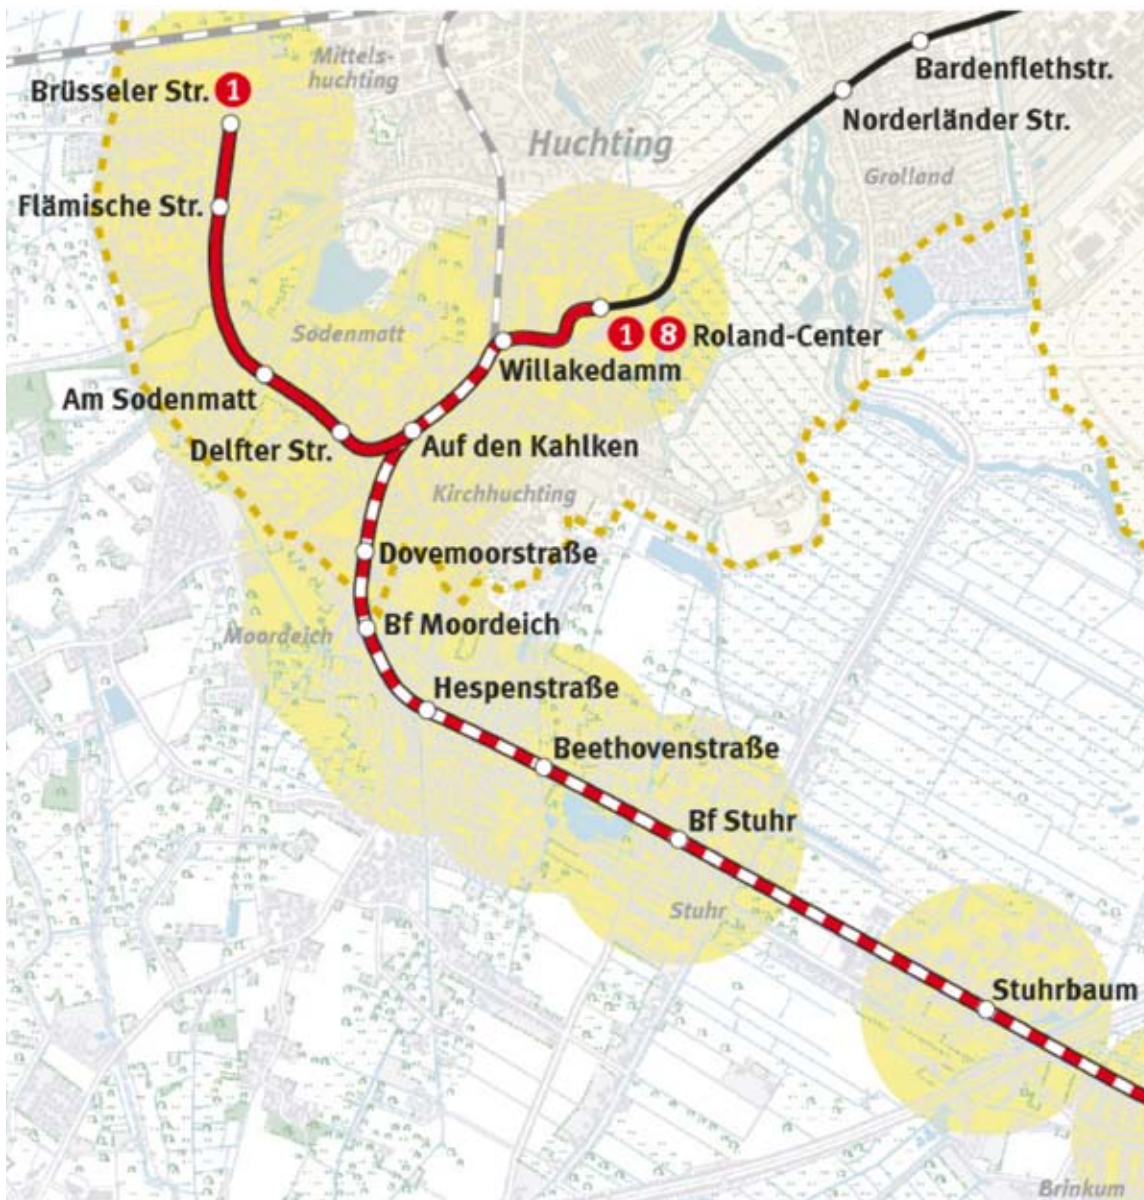 Mittels-
huchting
Bardenflethstr.
Brüsseler Str. 1
Norderländer Str.
Huchting
Grolland
Flämische Str.
Sodenmatt
1 8 Roland-Center
Willakedamm
Am Sodenmatt
Delfter Str.
Auf den Kahlken
Kirchhuchting
Dovemoorstraße
Bf Moordeich
Moordeich
Hespenstraße
Beethovenstraße
Bf Stuhr
Stuhr
Stuhrbaum
Brinkum